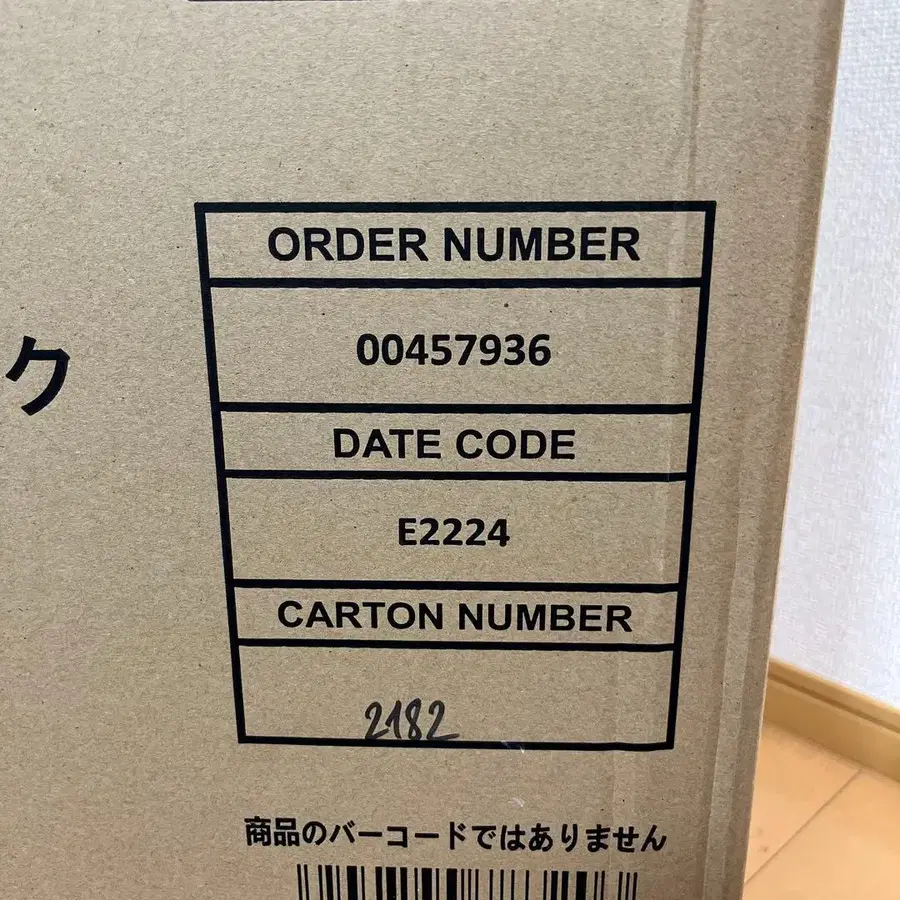 ORDER NUMBER
00457936
ク
DATE CODE
E2224
CARTON NUMBER
2182
商品のバーコードではありません